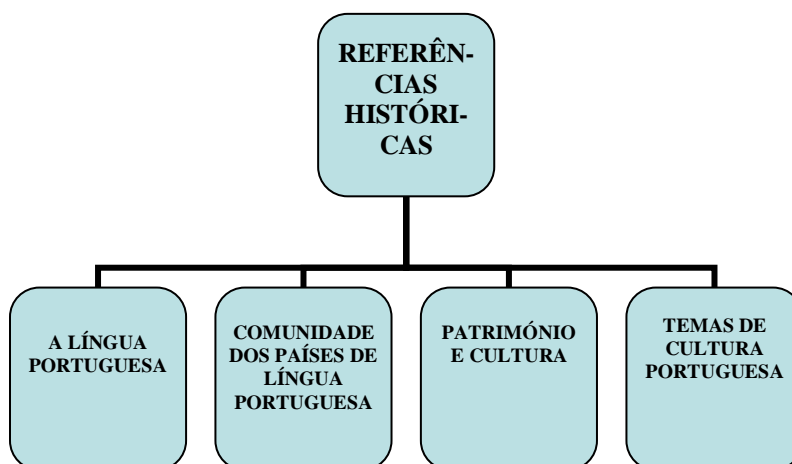 REFERÊN-
CIAS
HISTÓRI-
CAS
A LÍNGUA
PORTUGUESA
COMUNIDADE
DOS PAÍSES DE
LÍNGUA
PORTUGUESA
PATRIMÓNIO
E CULTURA
TEMAS DE
CULTURA
PORTUGUESA